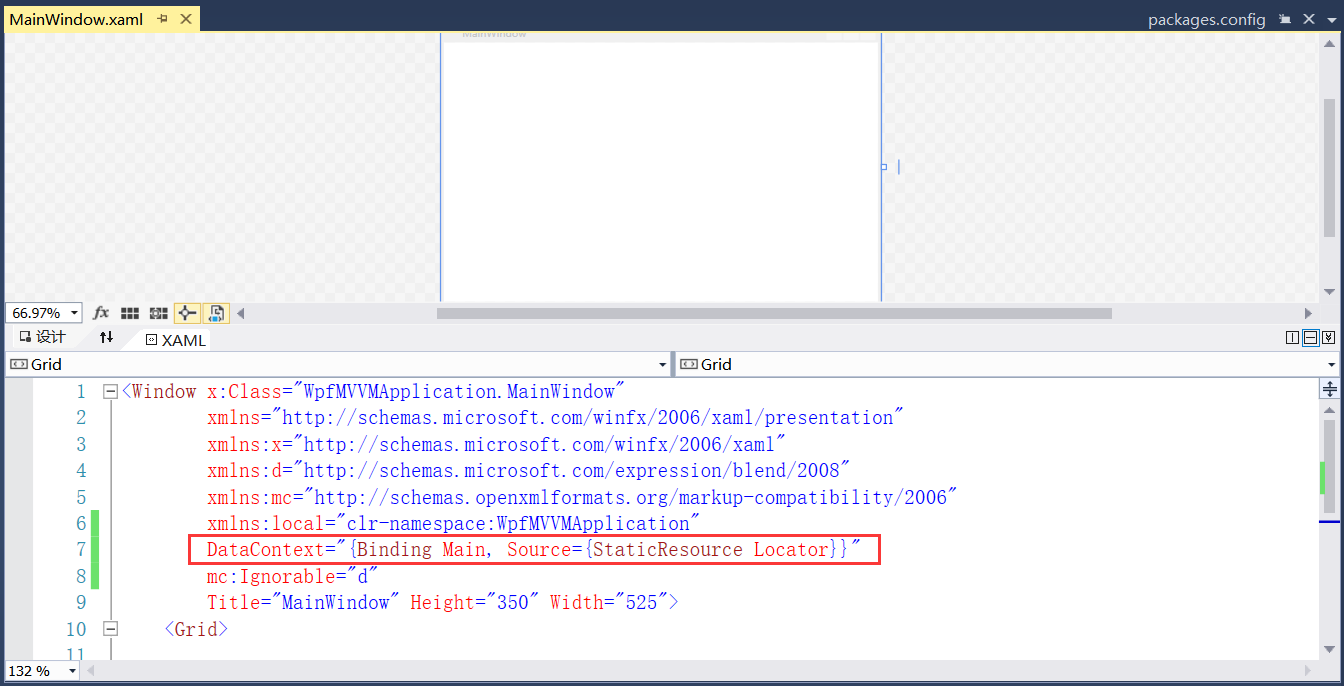 MainWindow.xaml
packages.config
MainWindow
66.97%
fx
设计
XAML
Grid
Grid
1 <Window x:Class="WpfMVVMApplication.MainWindow"
2 xmlns="http://schemas.microsoft.com/winfx/2006/xaml/presentation"
3 xmlns:x="http://schemas.microsoft.com/winfx/2006/xaml"
4 xmlns:d="http://schemas.microsoft.com/expression/blend/2008"
5 xmlns:mc="http://schemas.openxmlformats.org/markup-compatibility/2006"
6 xmlns:local="clr-namespace:WpfMVVMApplication"
7 DataContext="{Binding Main, Source={StaticResource Locator}}"
8 mc:Ignorable="d"
9 Title="MainWindow" Height="350" Width="525">
10 <Grid>
11
132 %